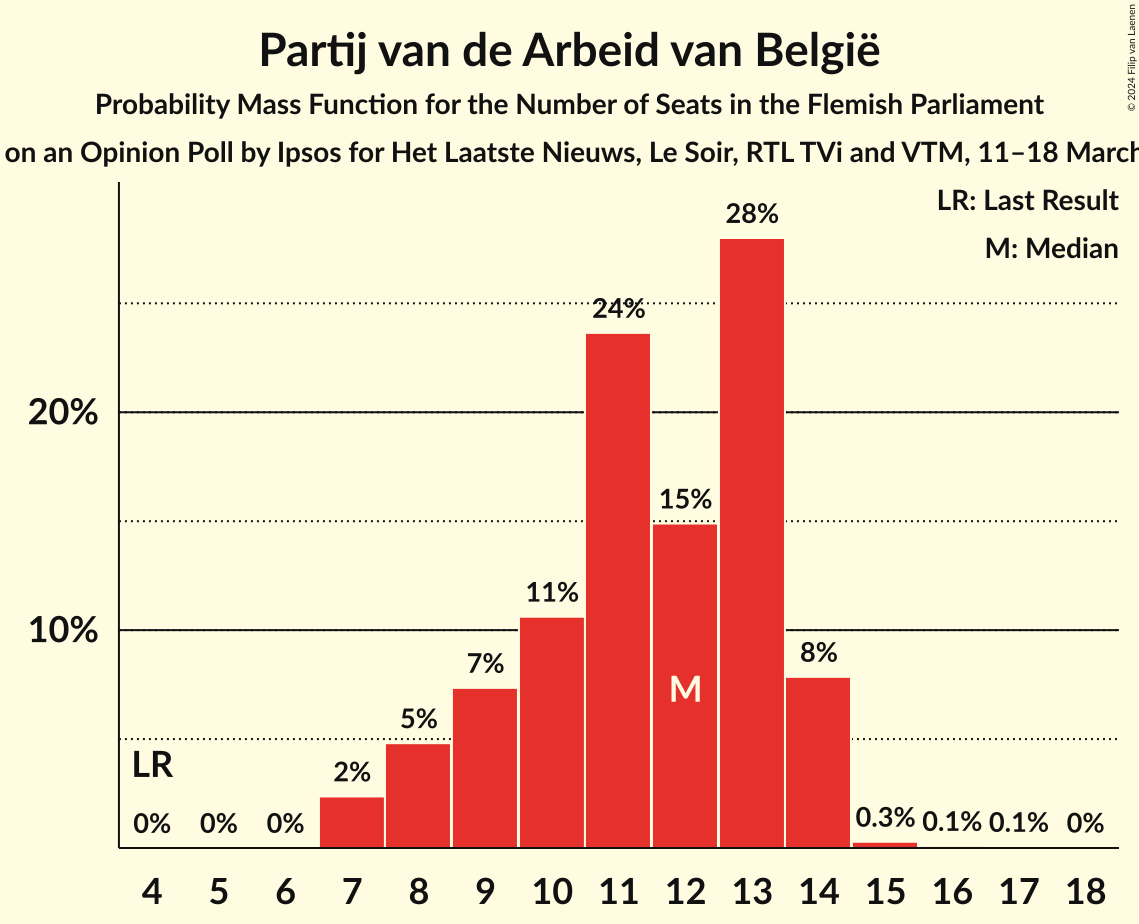 Partij van de Arbeid van België
Probability Mass Function for the Number of Seats in the Flemish Parliament
on an Opinion Poll by Ipsos for Het Laatste Nieuws, Le Soir, RTL TVi and VTM, 11–18 March
© 2024 Filip van Laenen
LR: Last Result
M: Median
28%
24%
20%
15%
11%
10%
8%
7%
M
5%
LR
2%
0% 0% 0% 0.3% 0.1% 0.1% 0%
4 5 6 7 8 9 10 11 12 13 14 15 16 17 18